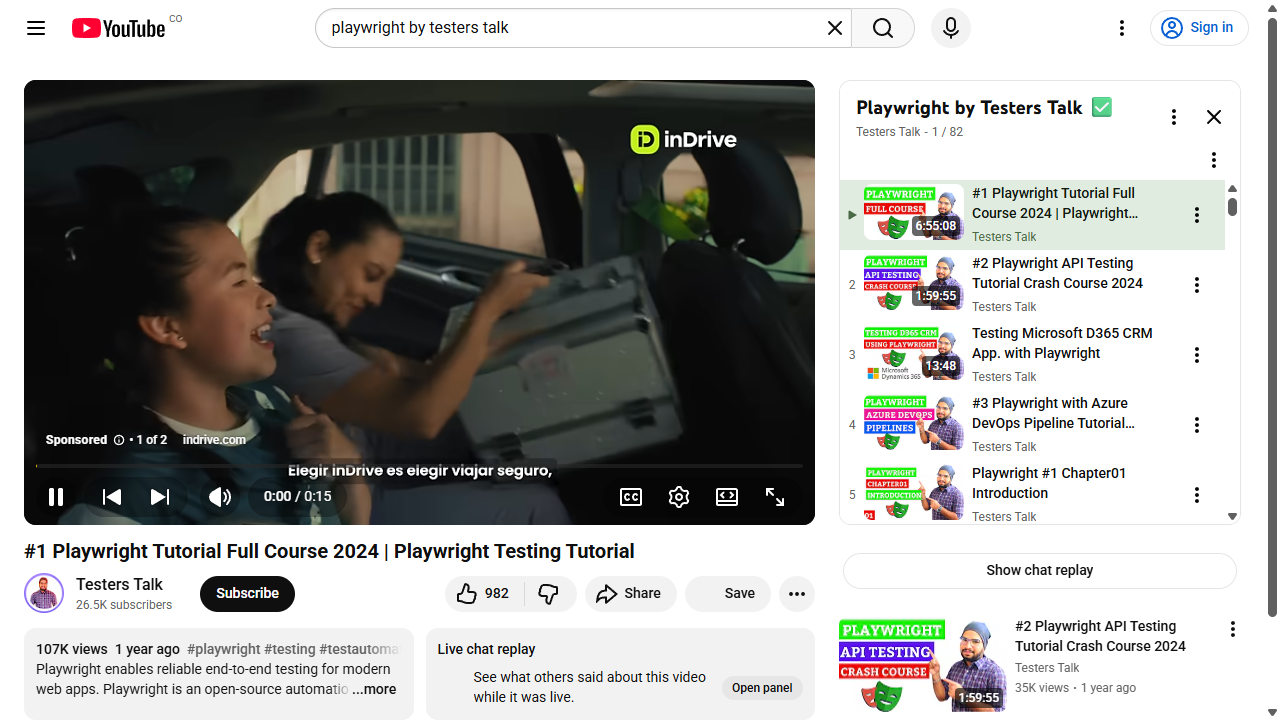 YouTube CO
playwright by testers talk
Sign in
inDrive
Sponsored • 1 of 2 indrive.com
Elegir inDrive es elegir viajar seguro,
0:00 / 0:15
CC
#1 Playwright Tutorial Full Course 2024 | Playwright Testing Tutorial
Testers Talk
26.5K subscribers
Subscribe
982
Share
Save
107K views 1 year ago #playwright #testing #testautoma
Playwright enables reliable end-to-end testing for modern
web apps. Playwright is an open-source automatio ...more
Live chat replay
See what others said about this video
while it was live.
Open panel
Playwright by Testers Talk ✅
Testers Talk - 1 / 82
PLAYWRIGHT
FULL COURSE
6:55:08
#1 Playwright Tutorial Full
Course 2024 | Playwright...
Testers Talk
2
PLAYWRIGHT
API TESTING
CRASH COURSE
1:59:55
#2 Playwright API Testing
Tutorial Crash Course 2024
Testers Talk
3
TESTING D365 CRM
USING PLAYWRIGHT
Microsoft
Dynamics 365
13:48
Testing Microsoft D365 CRM
App. with Playwright
Testers Talk
4
PLAYWRIGHT
AZURE DEVOPS
PIPELINES
#3 Playwright with Azure
DevOps Pipeline Tutorial...
Testers Talk
5
PLAYWRIGHT
CHAPTER01
INTRODUCTION
01
Playwright #1 Chapter01
Introduction
Testers Talk
Show chat replay
PLAYWRIGHT
API TESTING
CRASH COURSE
1:59:55
#2 Playwright API Testing
Tutorial Crash Course 2024
Testers Talk
35K views • 1 year ago